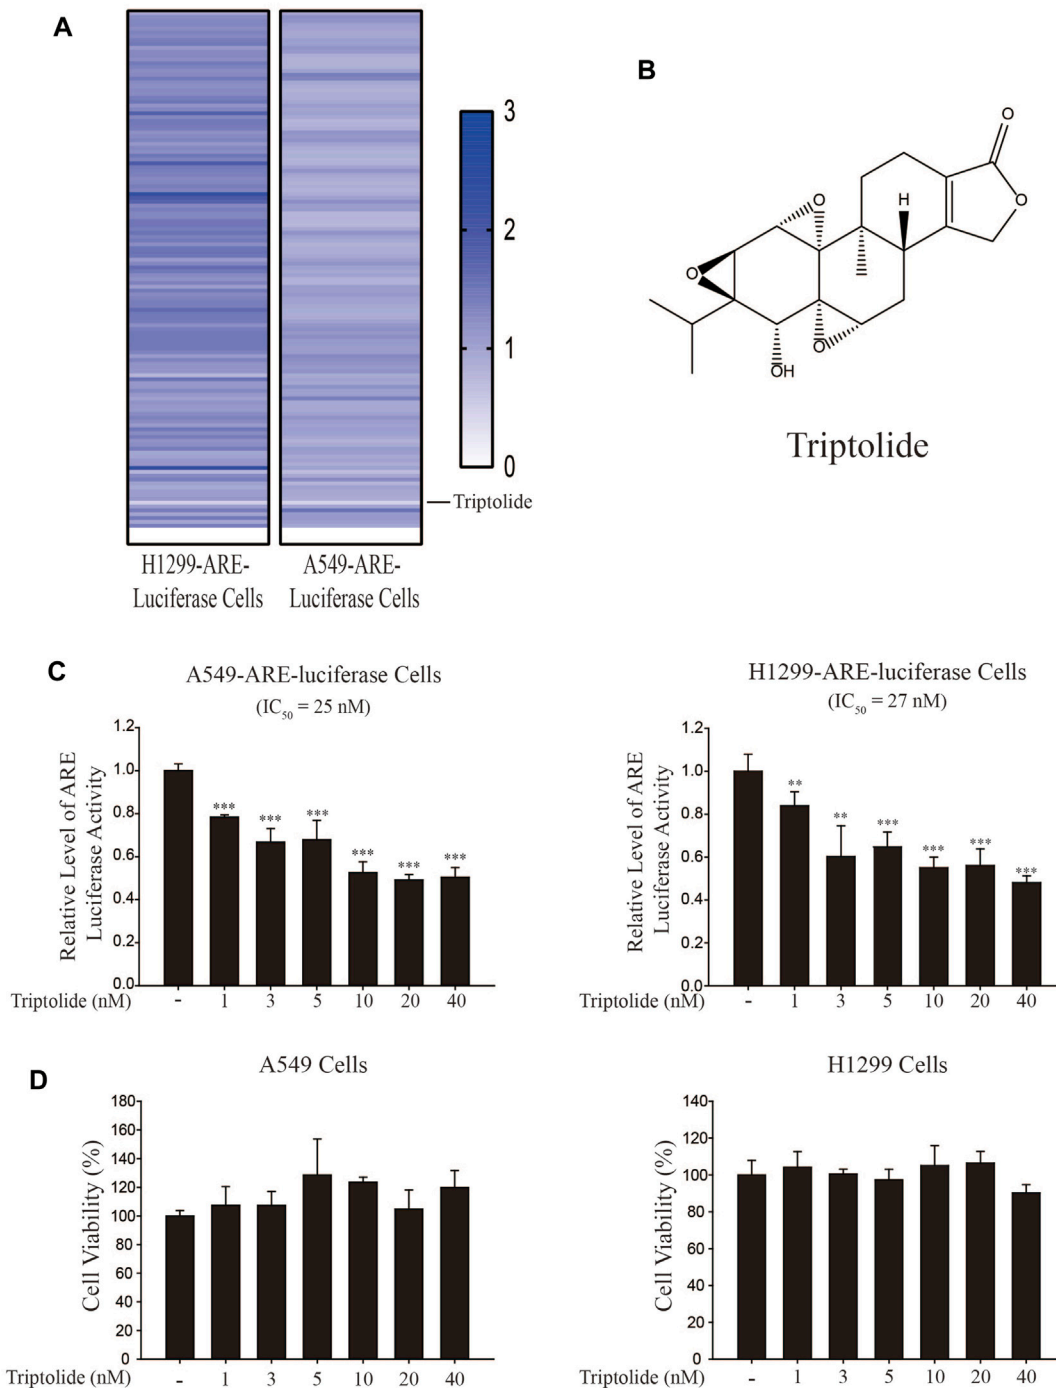 A
3
2
1
0
Triptolide
H1299-ARE-
Luciferase Cells
A549-ARE-
Luciferase Cells
B
O
O
H
O
O
O
OH
Triptolide
C
A549-ARE-luciferase Cells
(IC50 = 25 nM)
Relative Level of ARE
Luciferase Activity
1.2
1.0
0.8
0.6
0.4
0.2
0.0
*** *** *** *** *** ***
Triptolide (nM) - 1 3 5 10 20 40
H1299-ARE-luciferase Cells
(IC50 = 27 nM)
Relative Level of ARE
Luciferase Activity
1.2
1.0
0.8
0.6
0.4
0.2
0.0
** ** *** *** *** ***
Triptolide (nM) - 1 3 5 10 20 40
D
A549 Cells
Cell Viability (%)
180
160
140
120
100
80
60
40
20
0
Triptolide (nM) - 1 3 5 10 20 40
H1299 Cells
Cell Viability (%)
140
120
100
80
60
40
20
0
Triptolide (nM) - 1 3 5 10 20 40